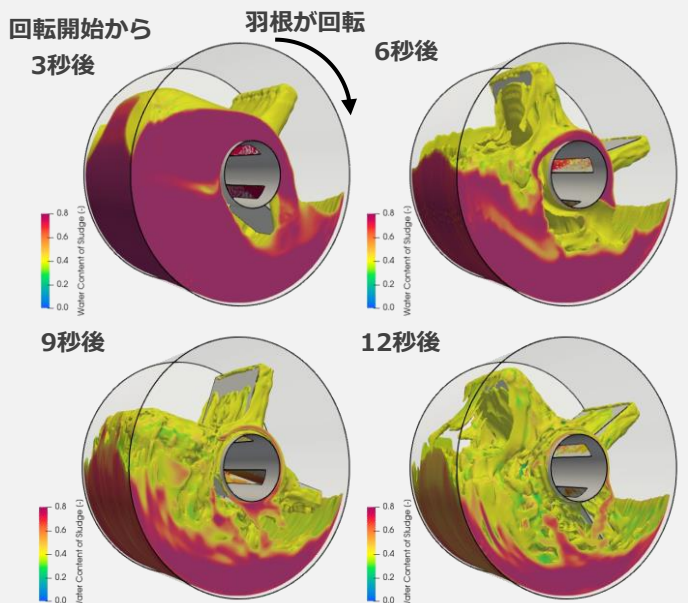 回転開始から
3秒後
羽根が回転
6秒後
0.8
0.6
0.4
0.2
0.0
Water Content of Sludge (-)
0.8
0.6
0.4
0.2
0.0
Water Content of Sludge (-)
9秒後
12秒後
0.8
0.6
0.4
0.2
0.0
Water Content of Sludge (-)
0.8
0.6
0.4
0.2
0.0
Water Content of Sludge (-)